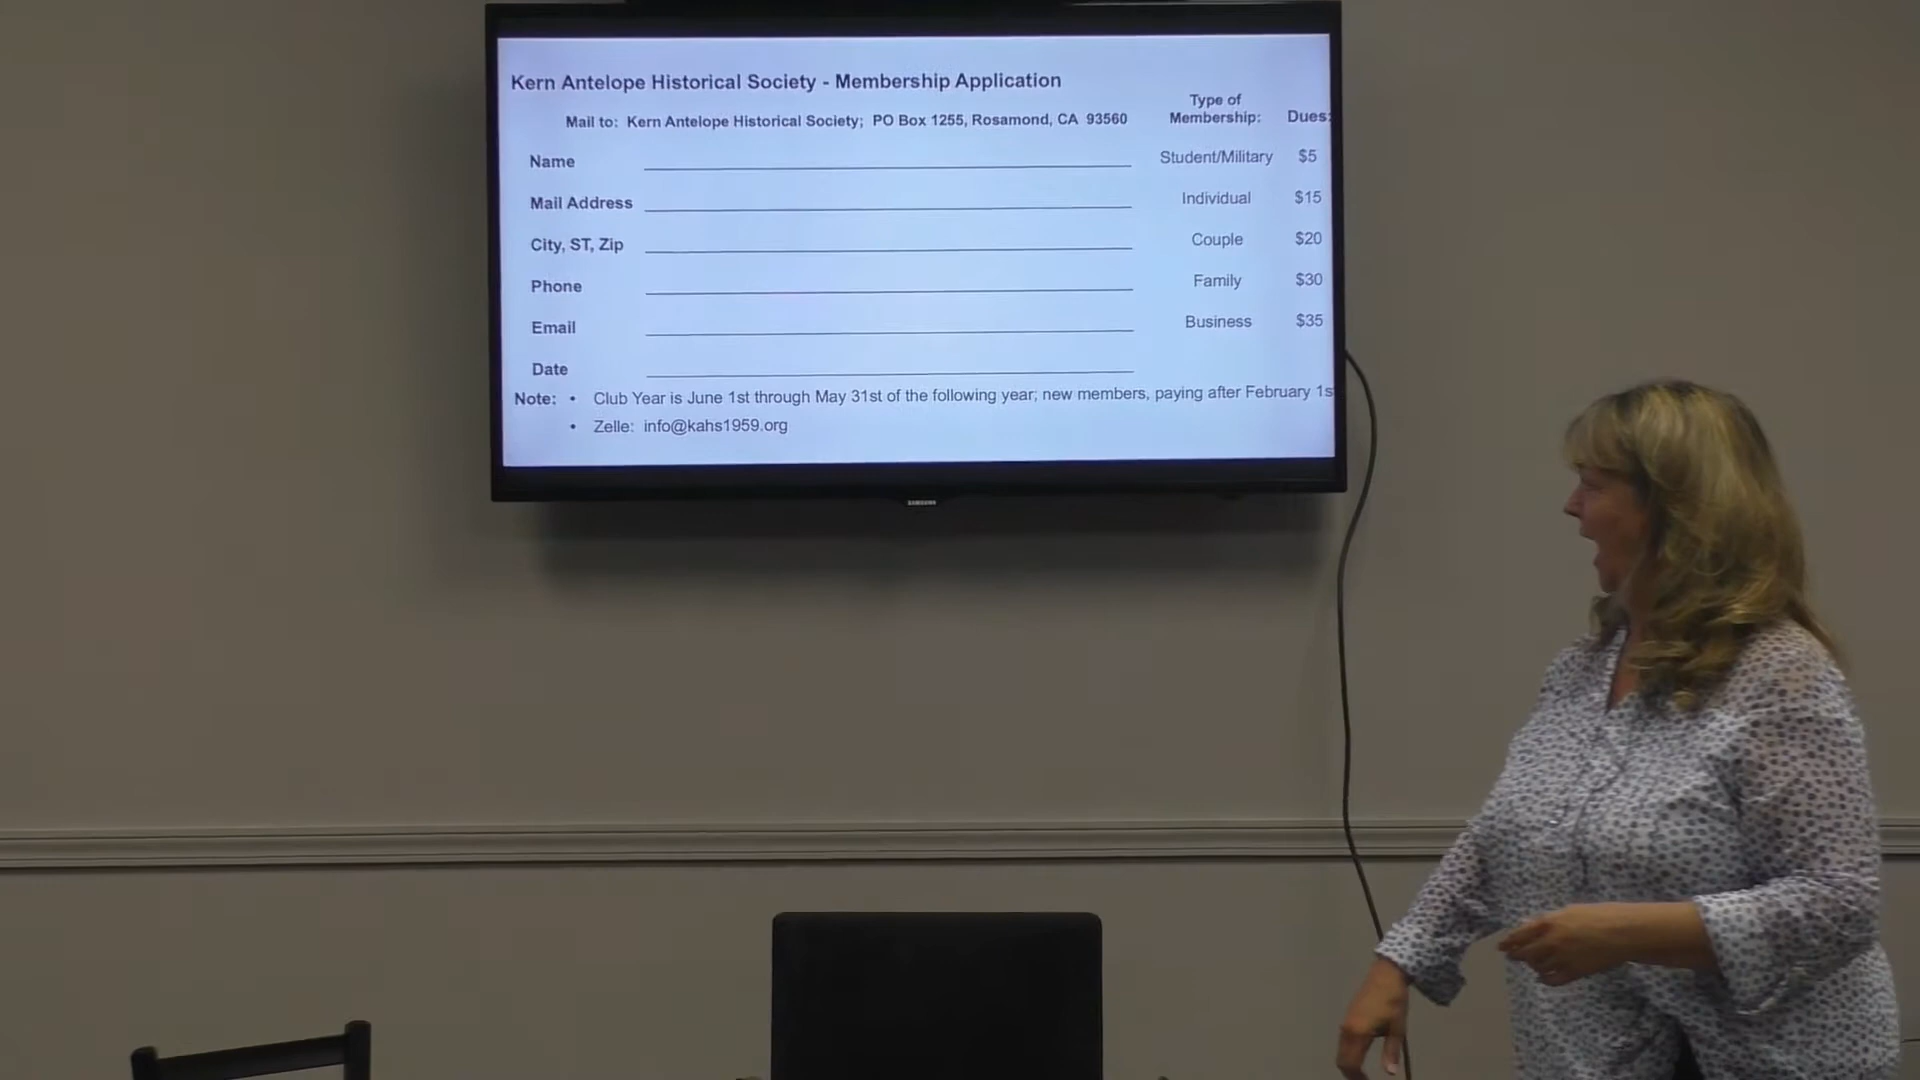 Kern Antelope Historical Society - Membership Application
Mail to: Kern Antelope Historical Society; PO Box 1255, Rosamond, CA 93560
Type of Membership: Dues:
Name
Student/Military $5
Mail Address
Individual $15
City, ST, Zip
Couple $20
Phone
Family $30
Email
Business $35
Date
Note: • Club Year is June 1st through May 31st of the following year; new members, paying after February 1s
• Zelle: info@kahs1959.org
SAMSUNG